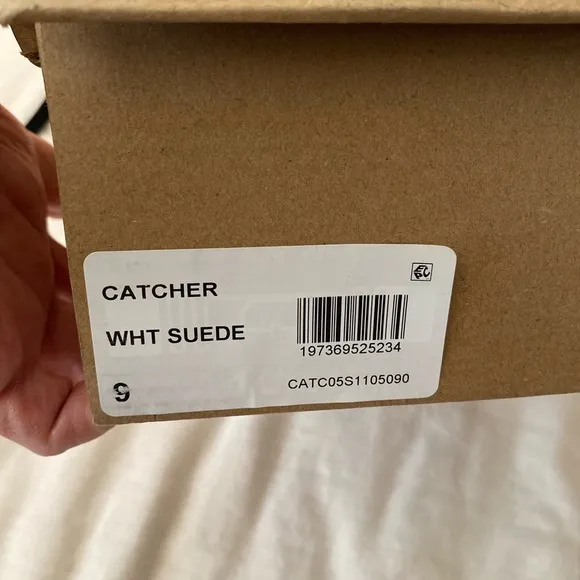 CATCHER
WHT SUEDE
197369525234
9
CATC05S1105090